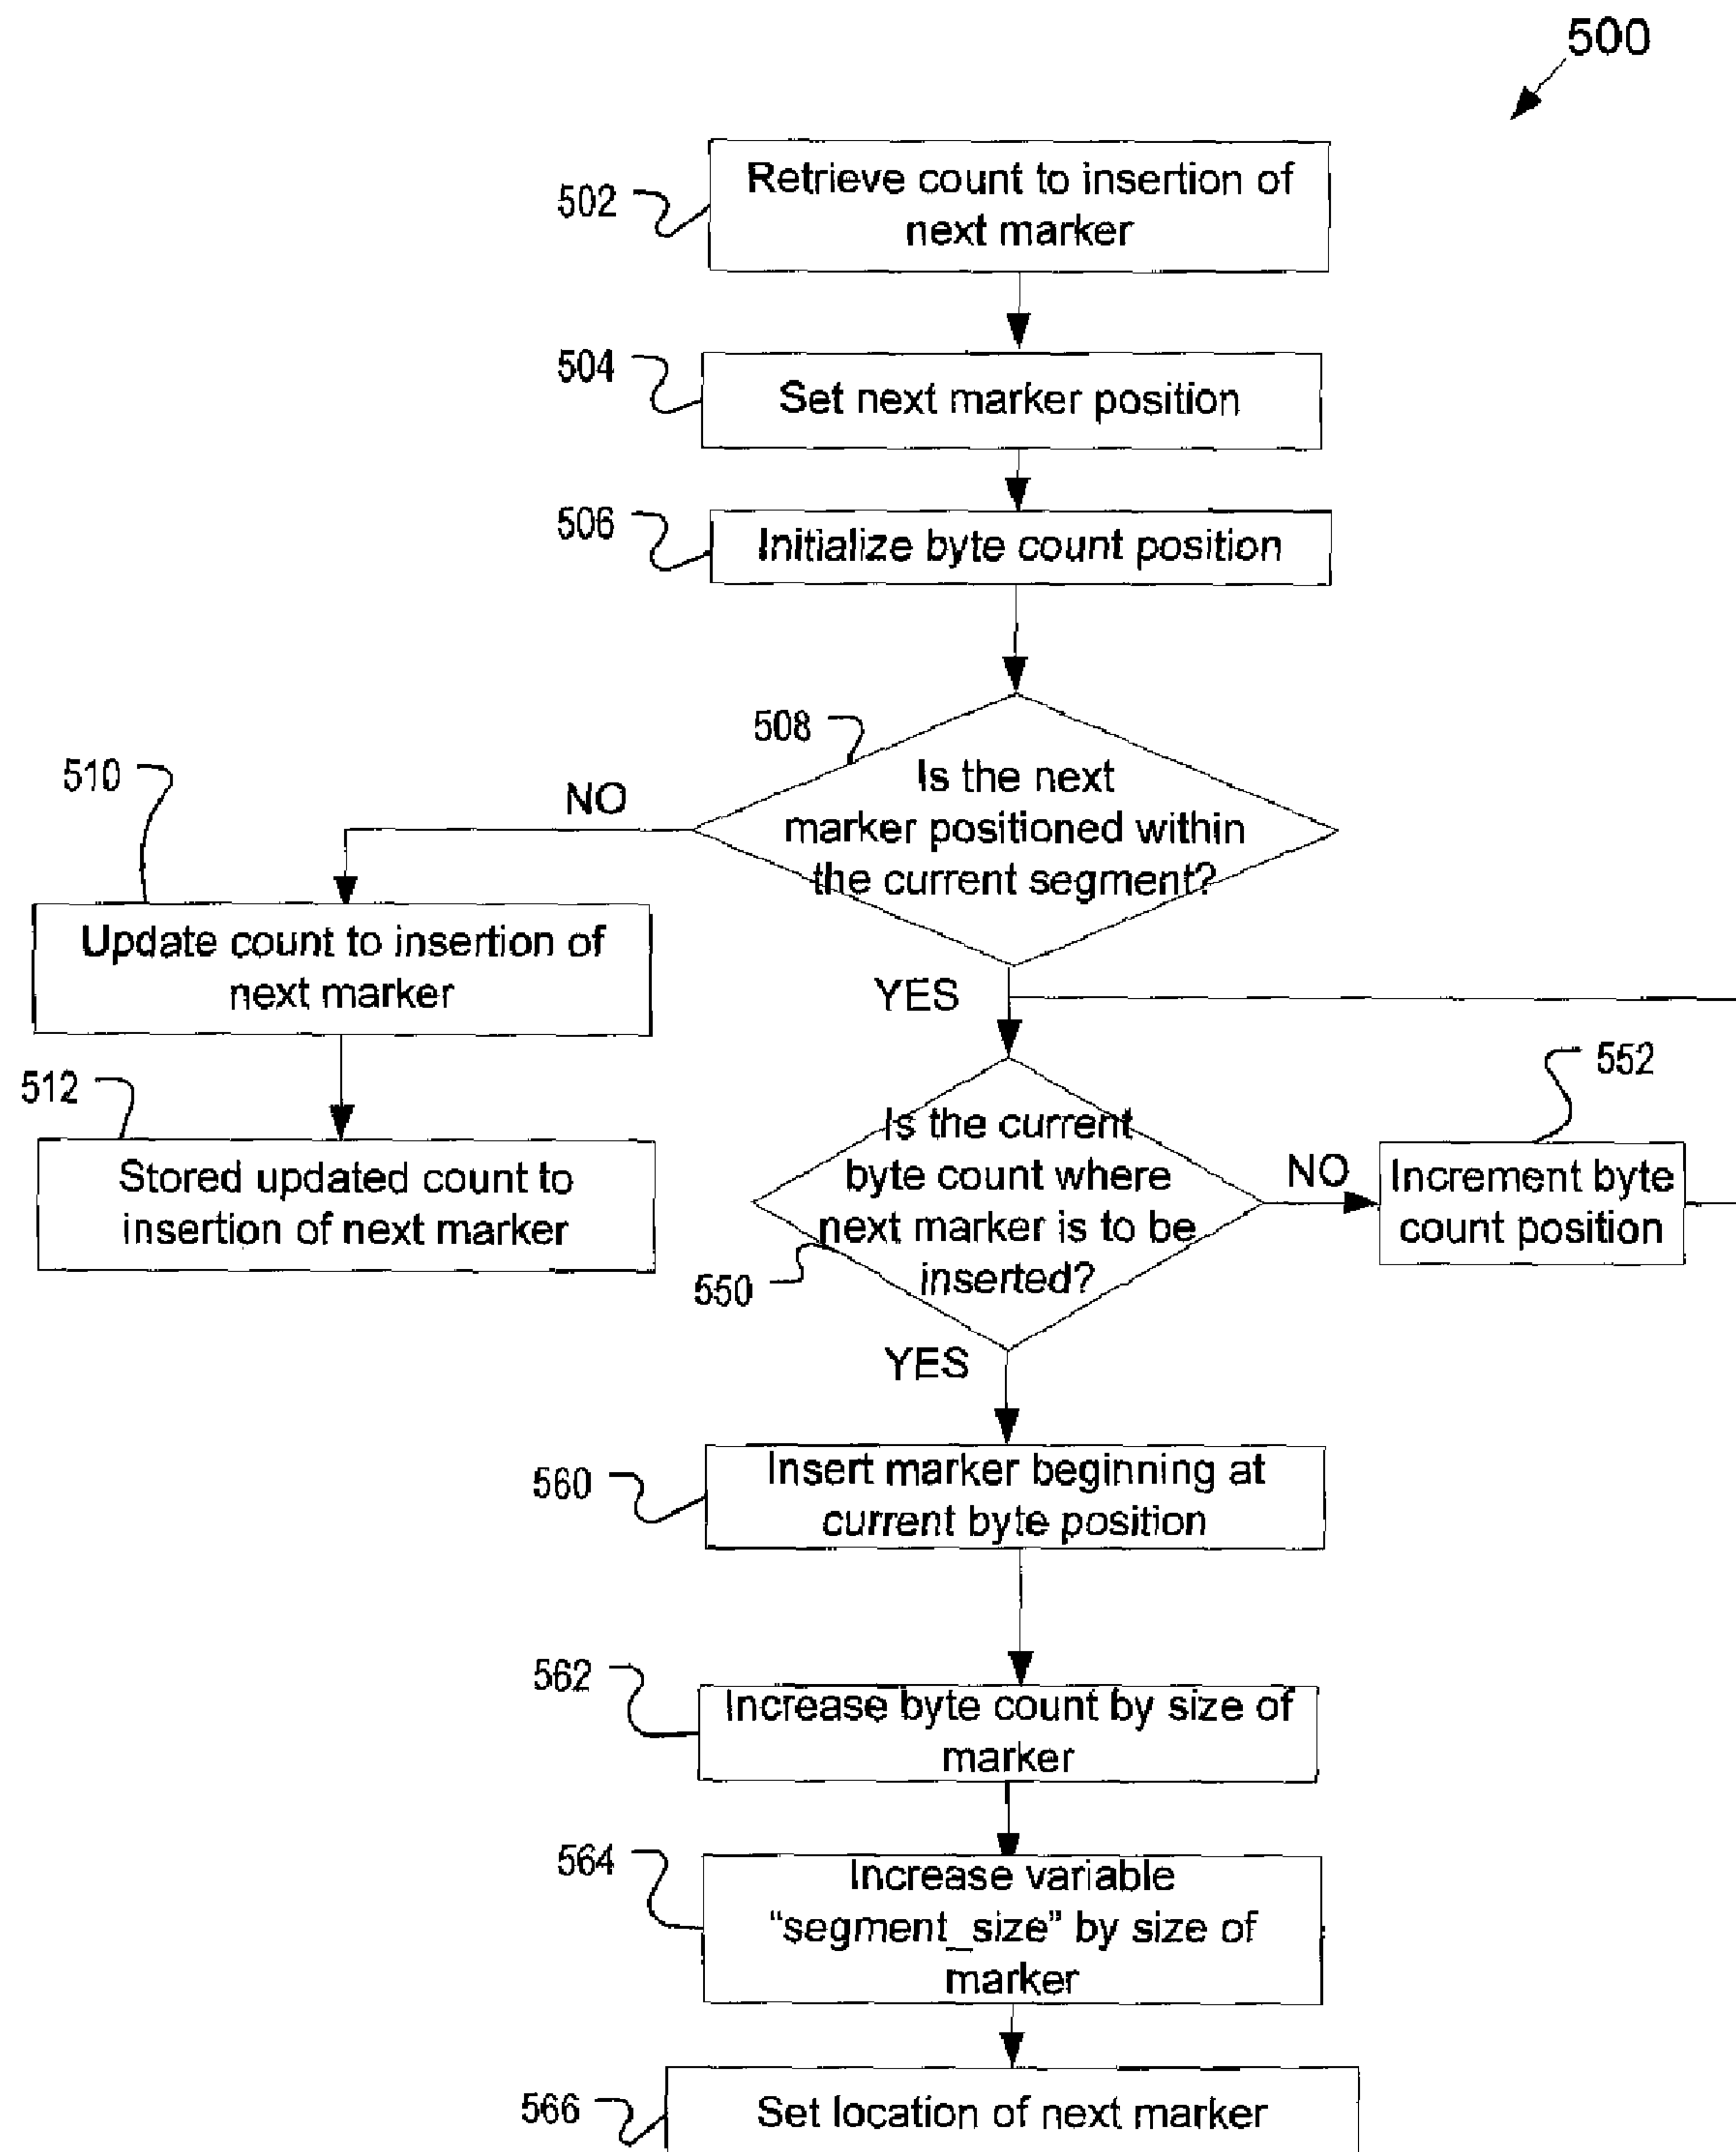 500
502
Retrieve count to insertion of
next marker
504
Set next marker position
506
Initialize byte count position
508
Is the next
marker positioned within
the current segment?
NO
510
Update count to insertion of
next marker
YES
512
Stored updated count to
insertion of next marker
Is the current
byte count where
next marker is to be
inserted?
550
NO
552
Increment byte
count position
YES
560
Insert marker beginning at
current byte position
562
Increase byte count by size of
marker
564
Increase variable
“segment_size” by size of
marker
566
Set location of next marker